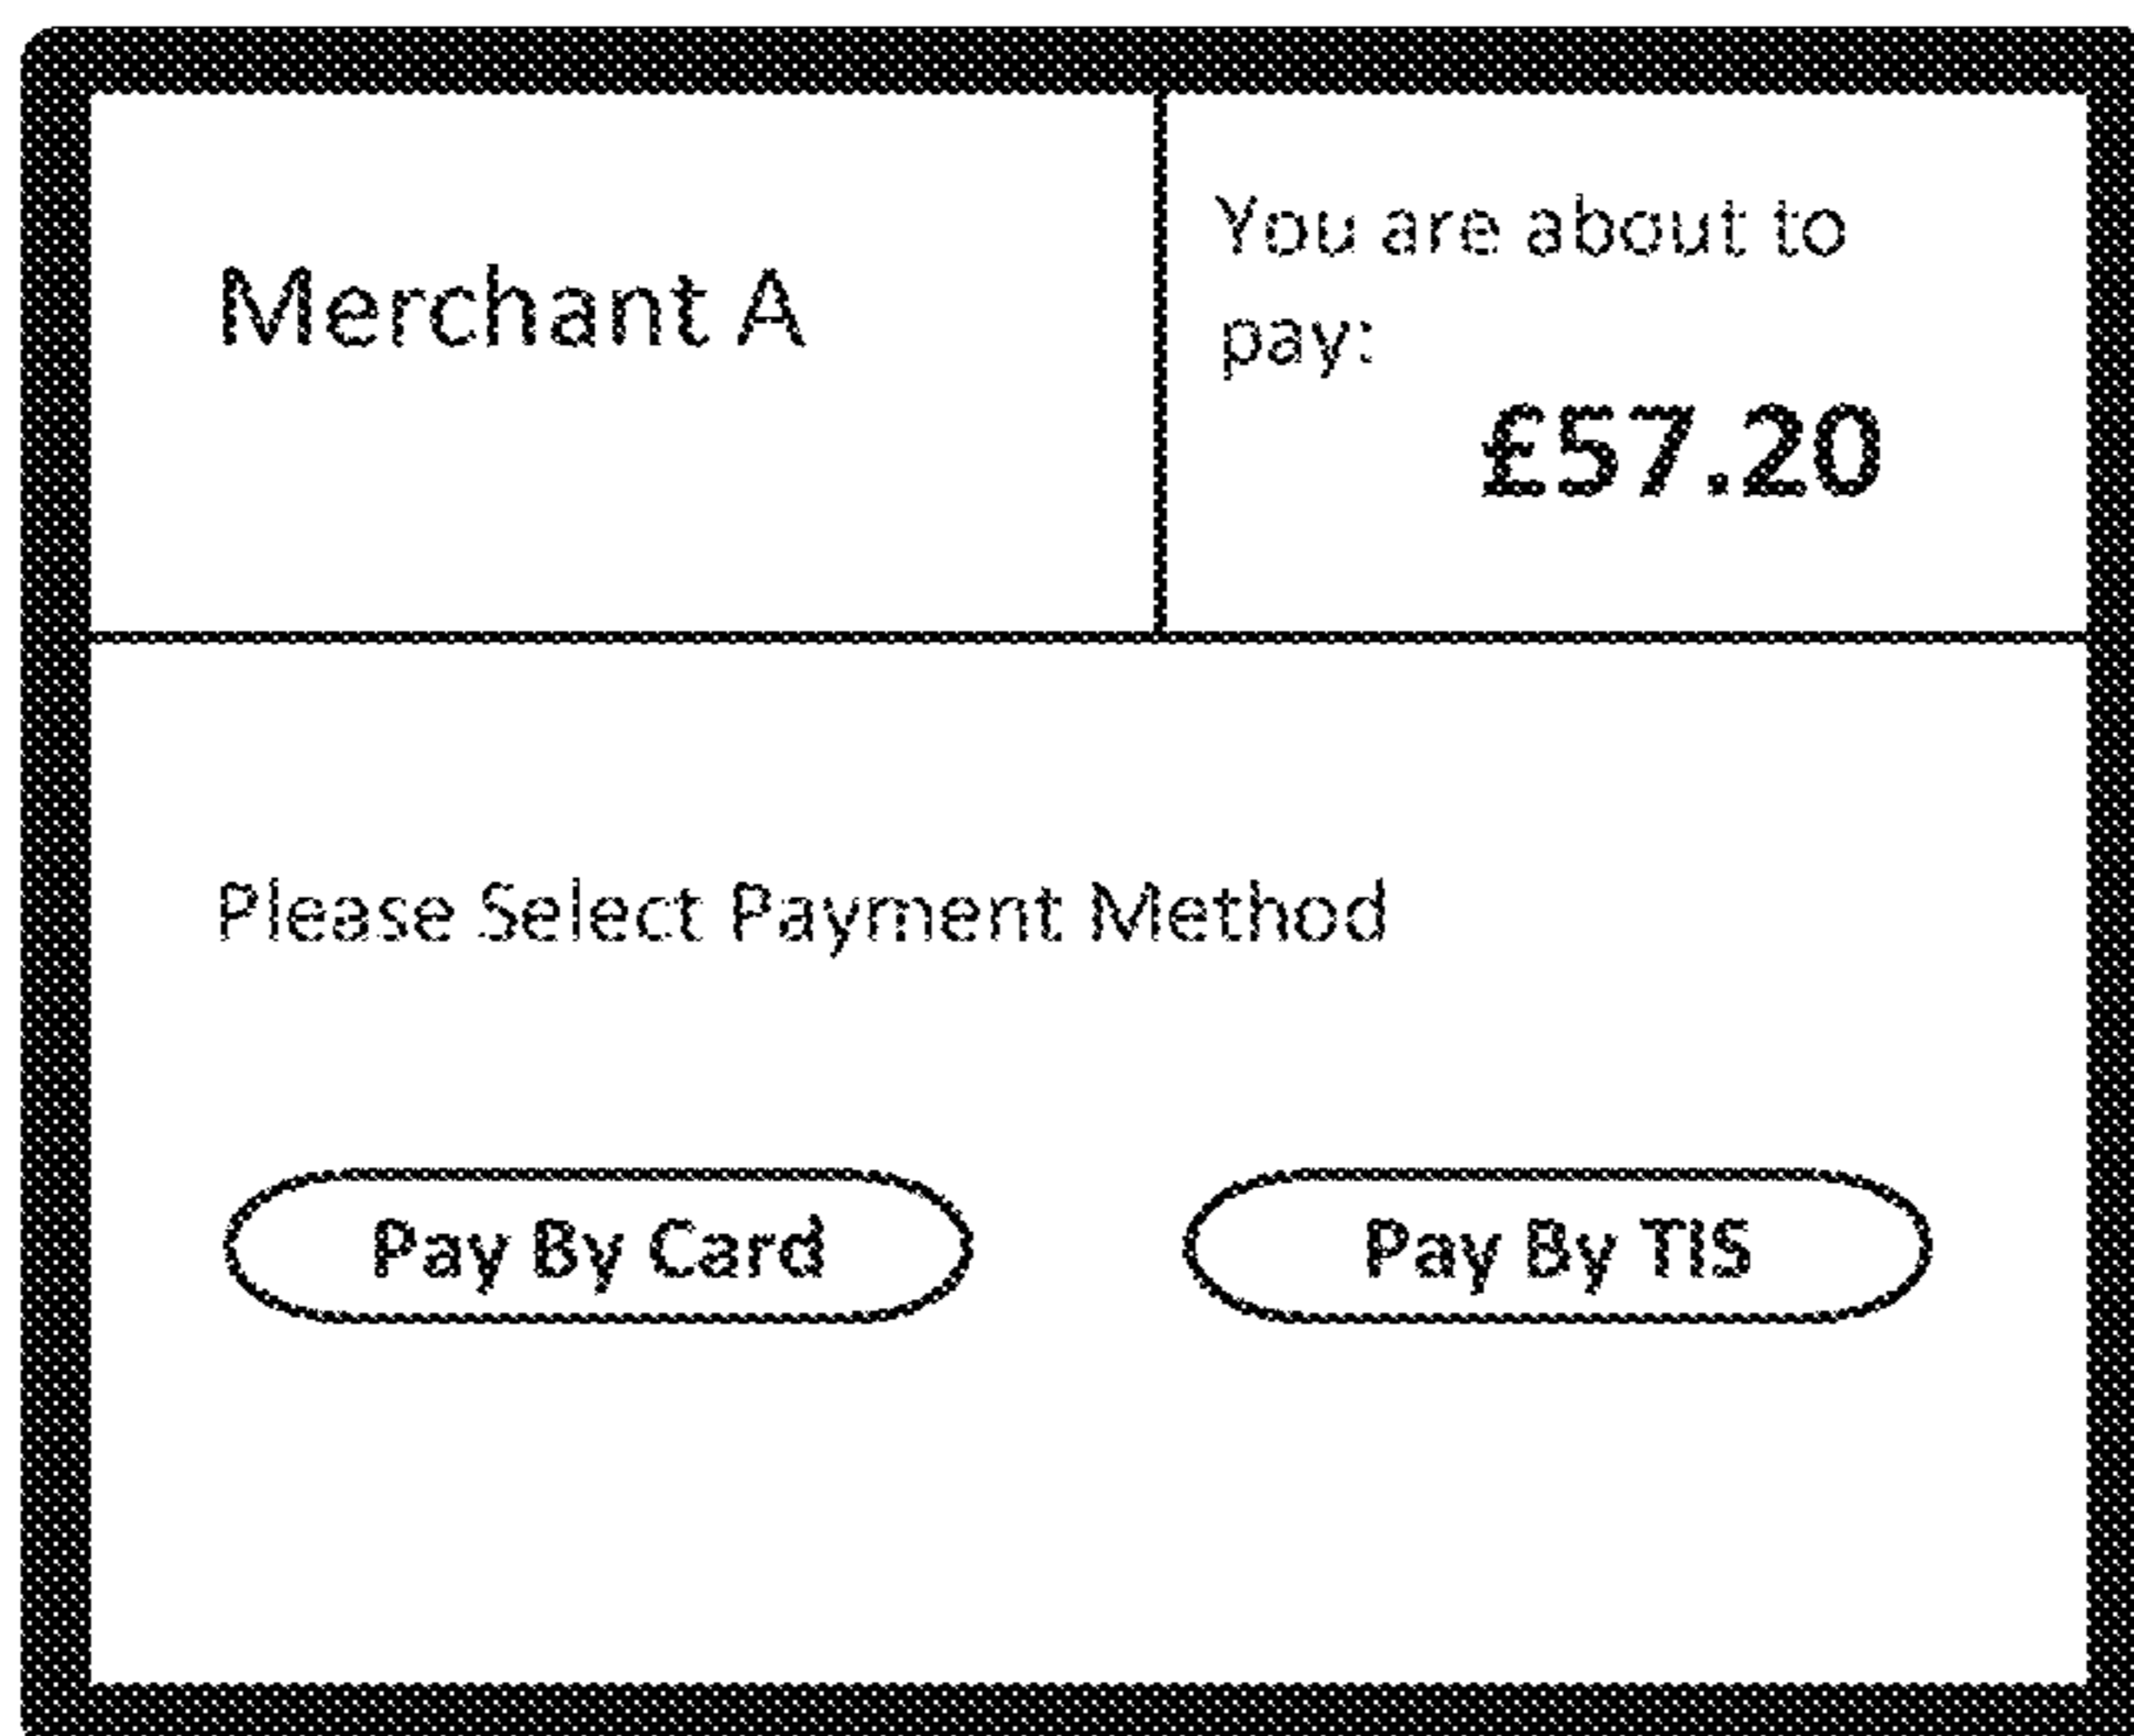 Merchant A
You are about to
pay:
£57.20
Please Select Payment Method
Pay By Card
Pay By TIS